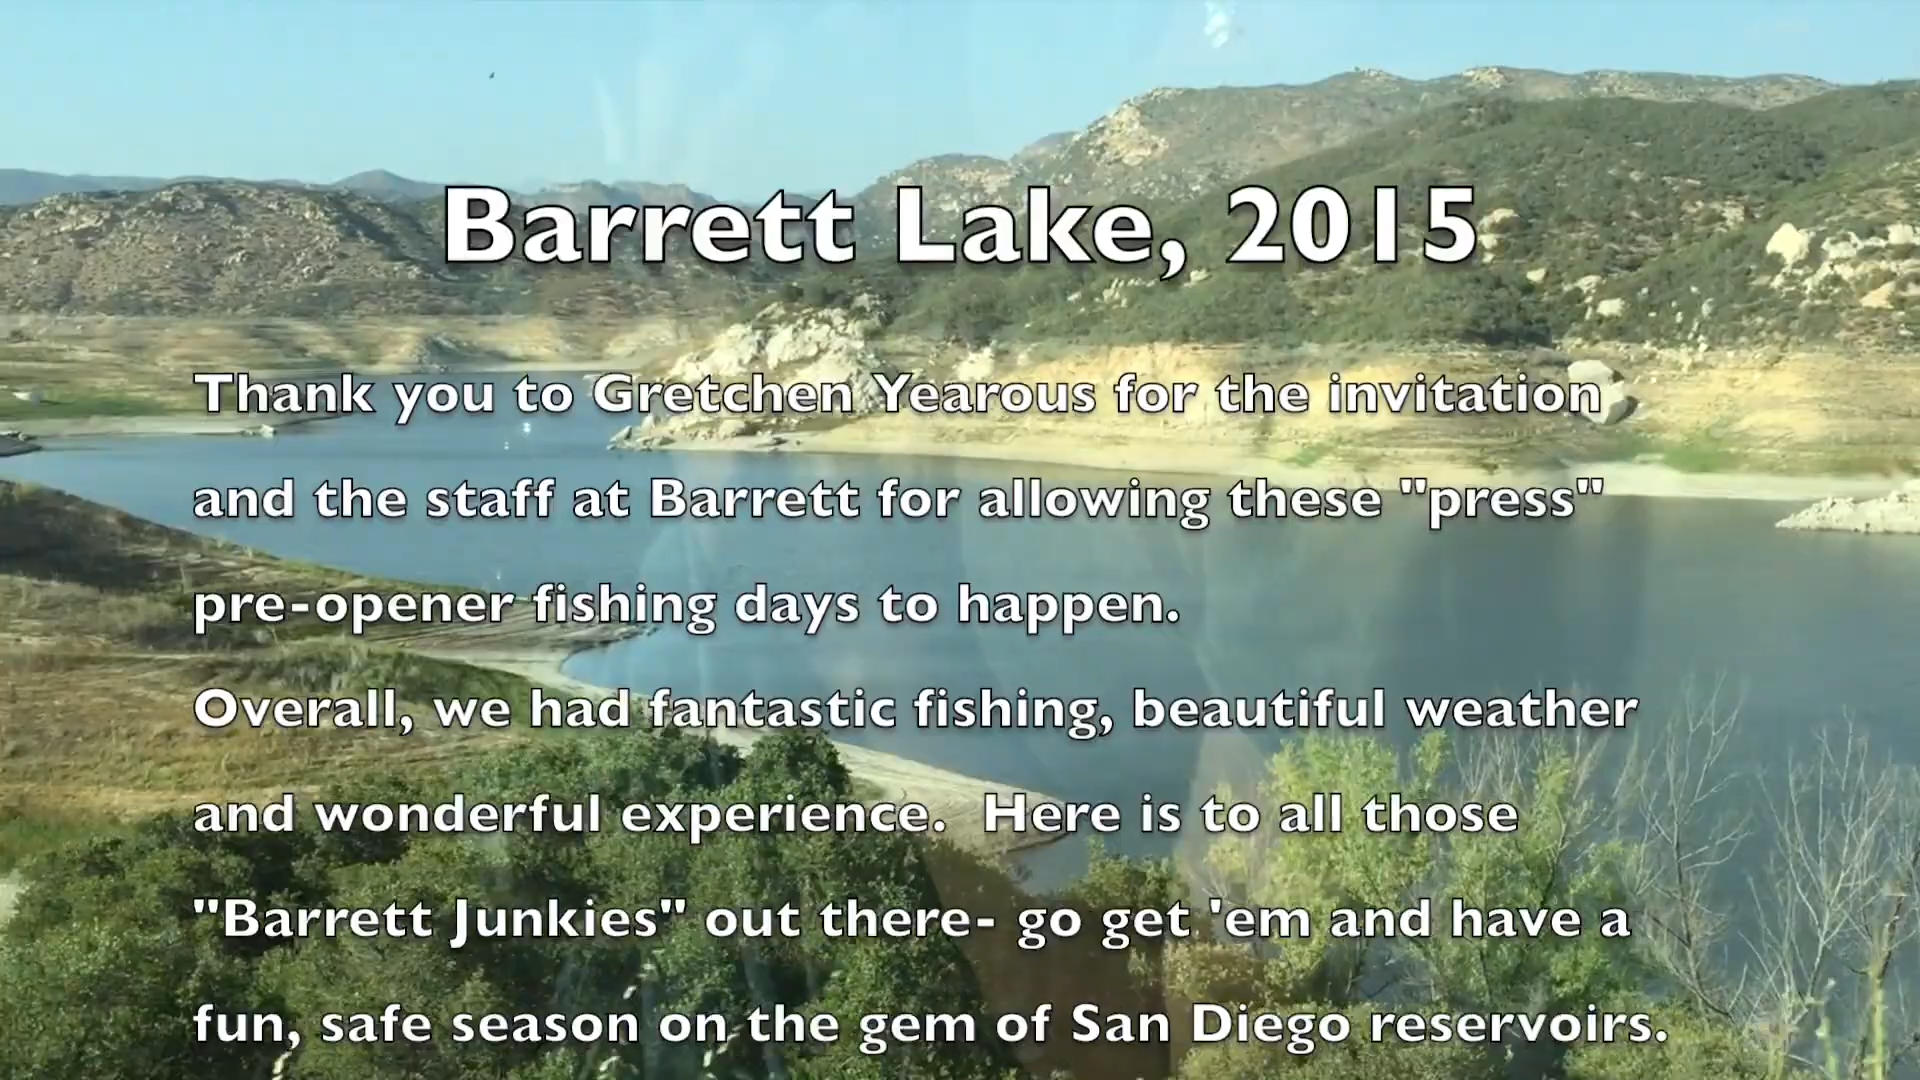 Barrett Lake, 2015
Thank you to Gretchen Yearous for the invitation
and the staff at Barrett for allowing these "press"
pre-opener fishing days to happen.
Overall, we had fantastic fishing, beautiful weather
and wonderful experience.  Here is to all those
"Barrett Junkies" out there- go get 'em and have a
fun, safe season on the gem of San Diego reservoirs.